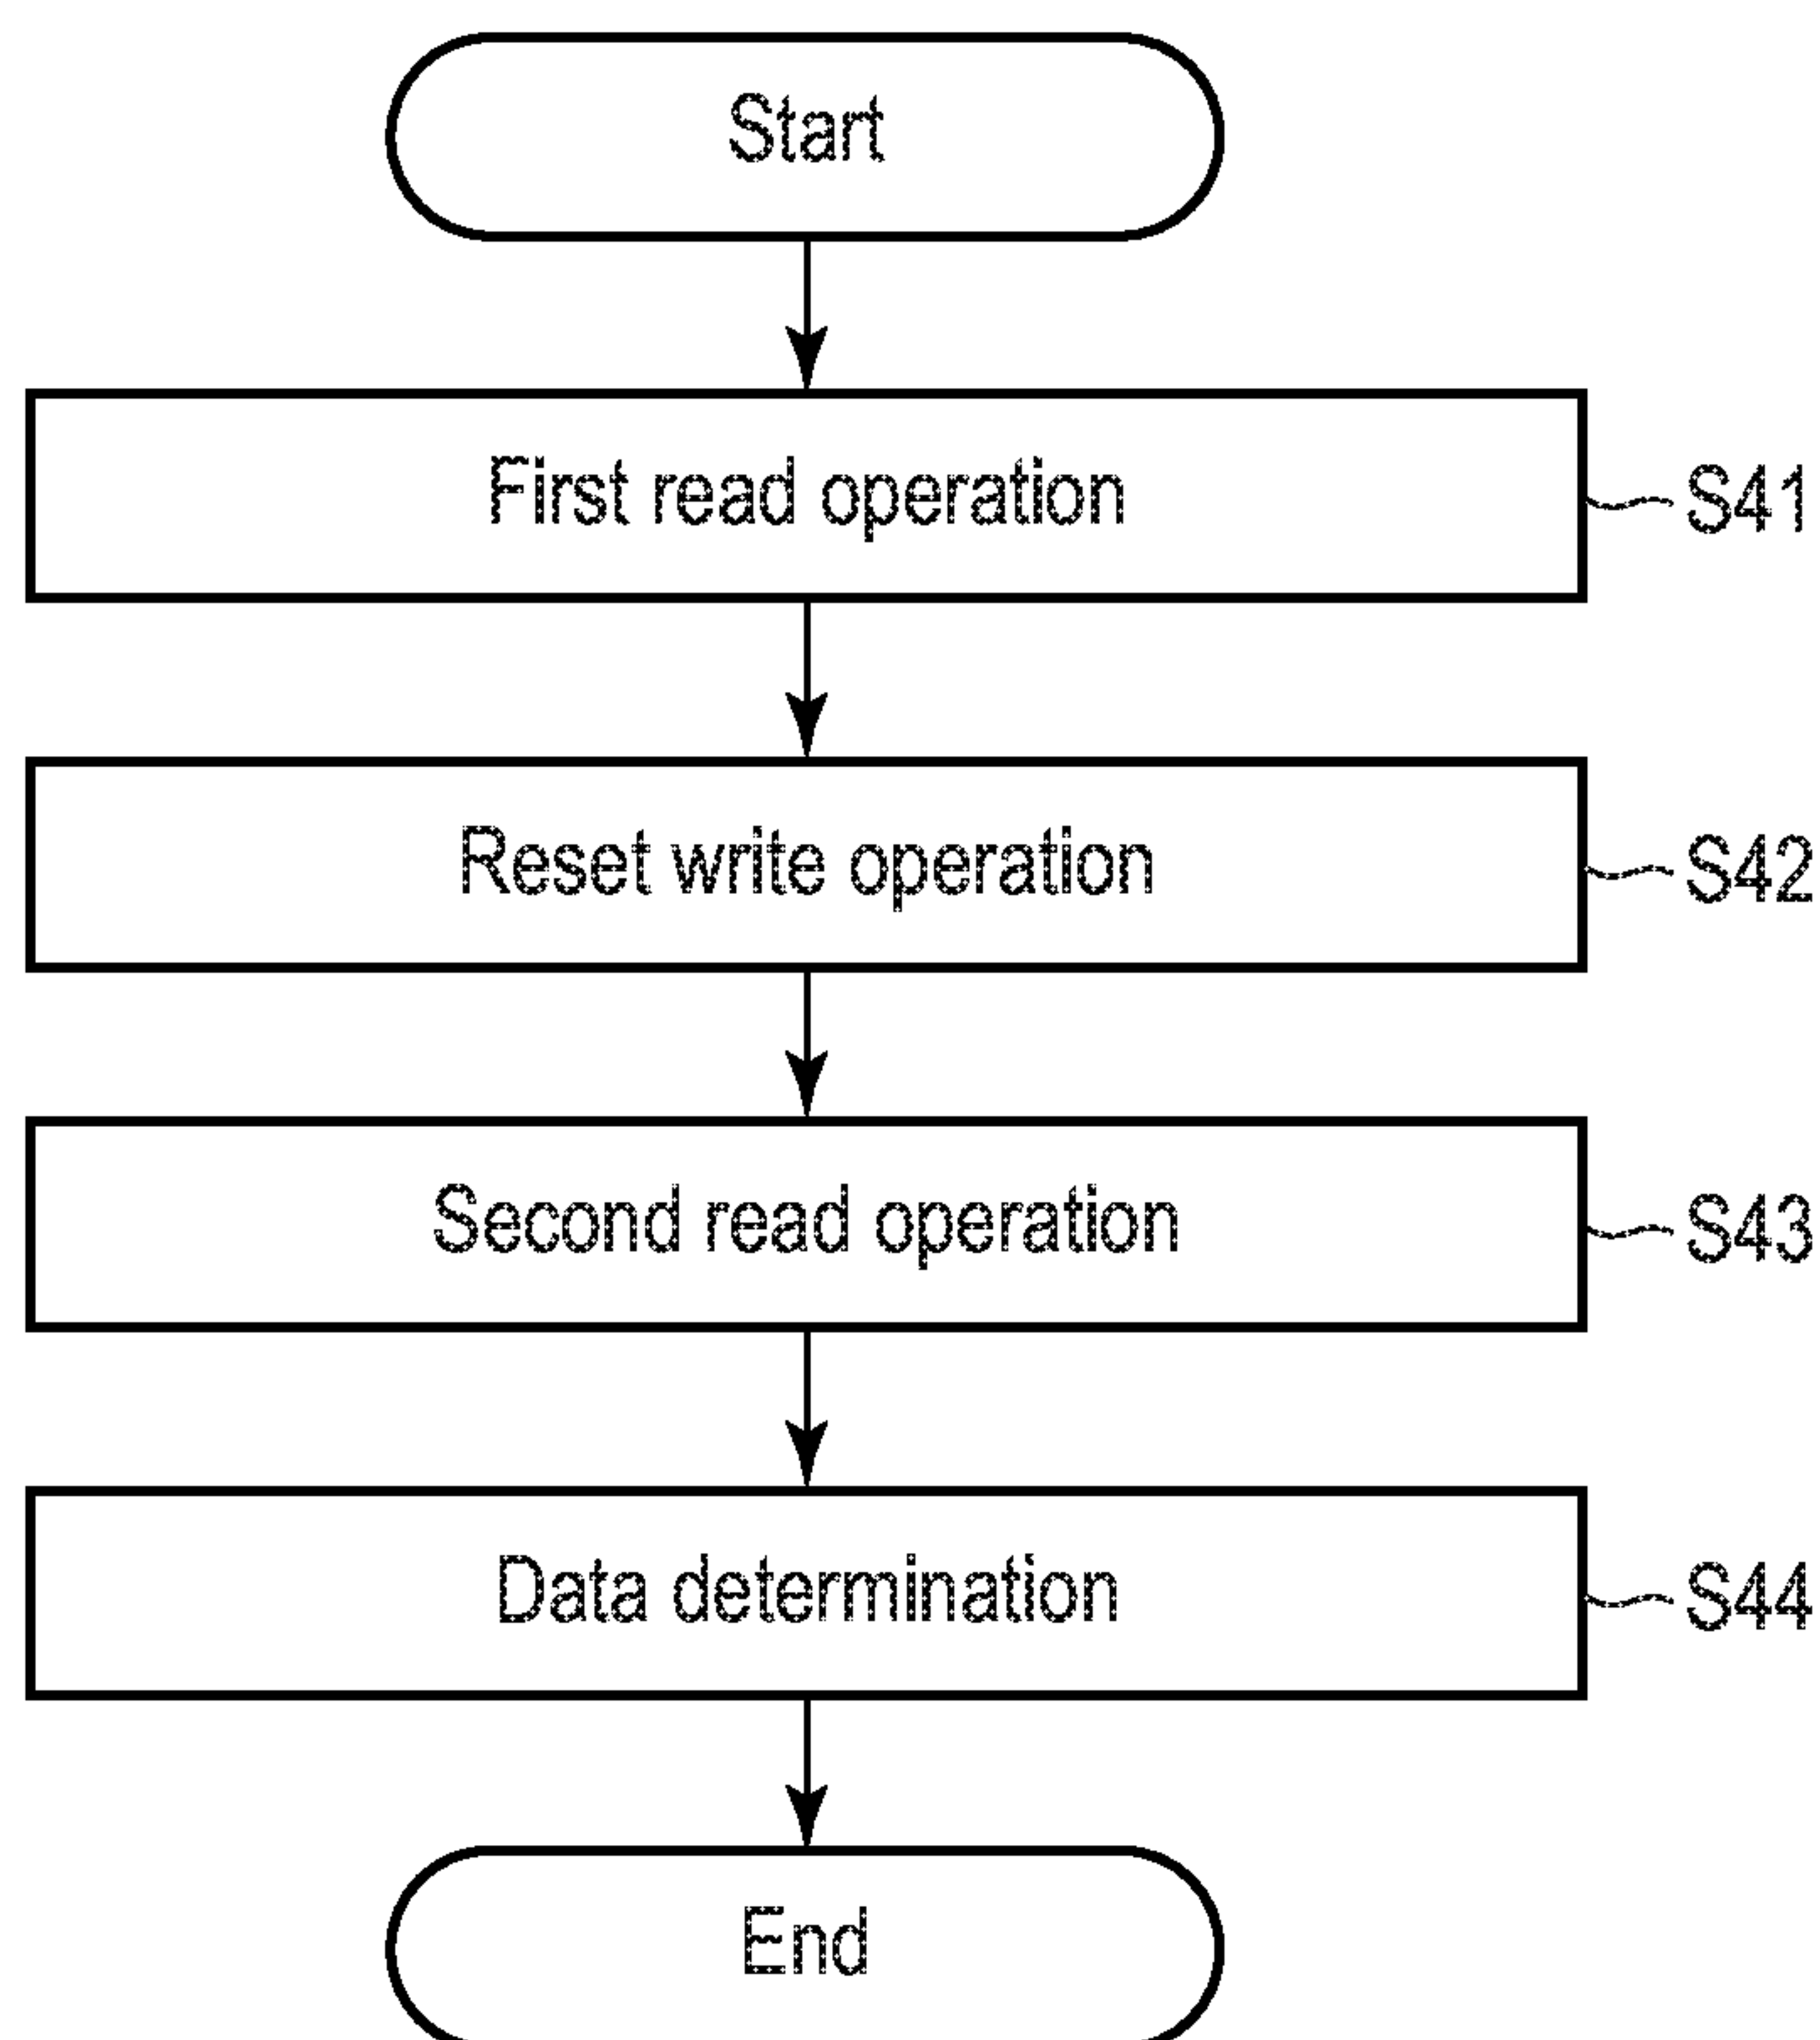 Start
First read operation
S41
Reset write operation
S42
Second read operation
S43
Data determination
S44
End